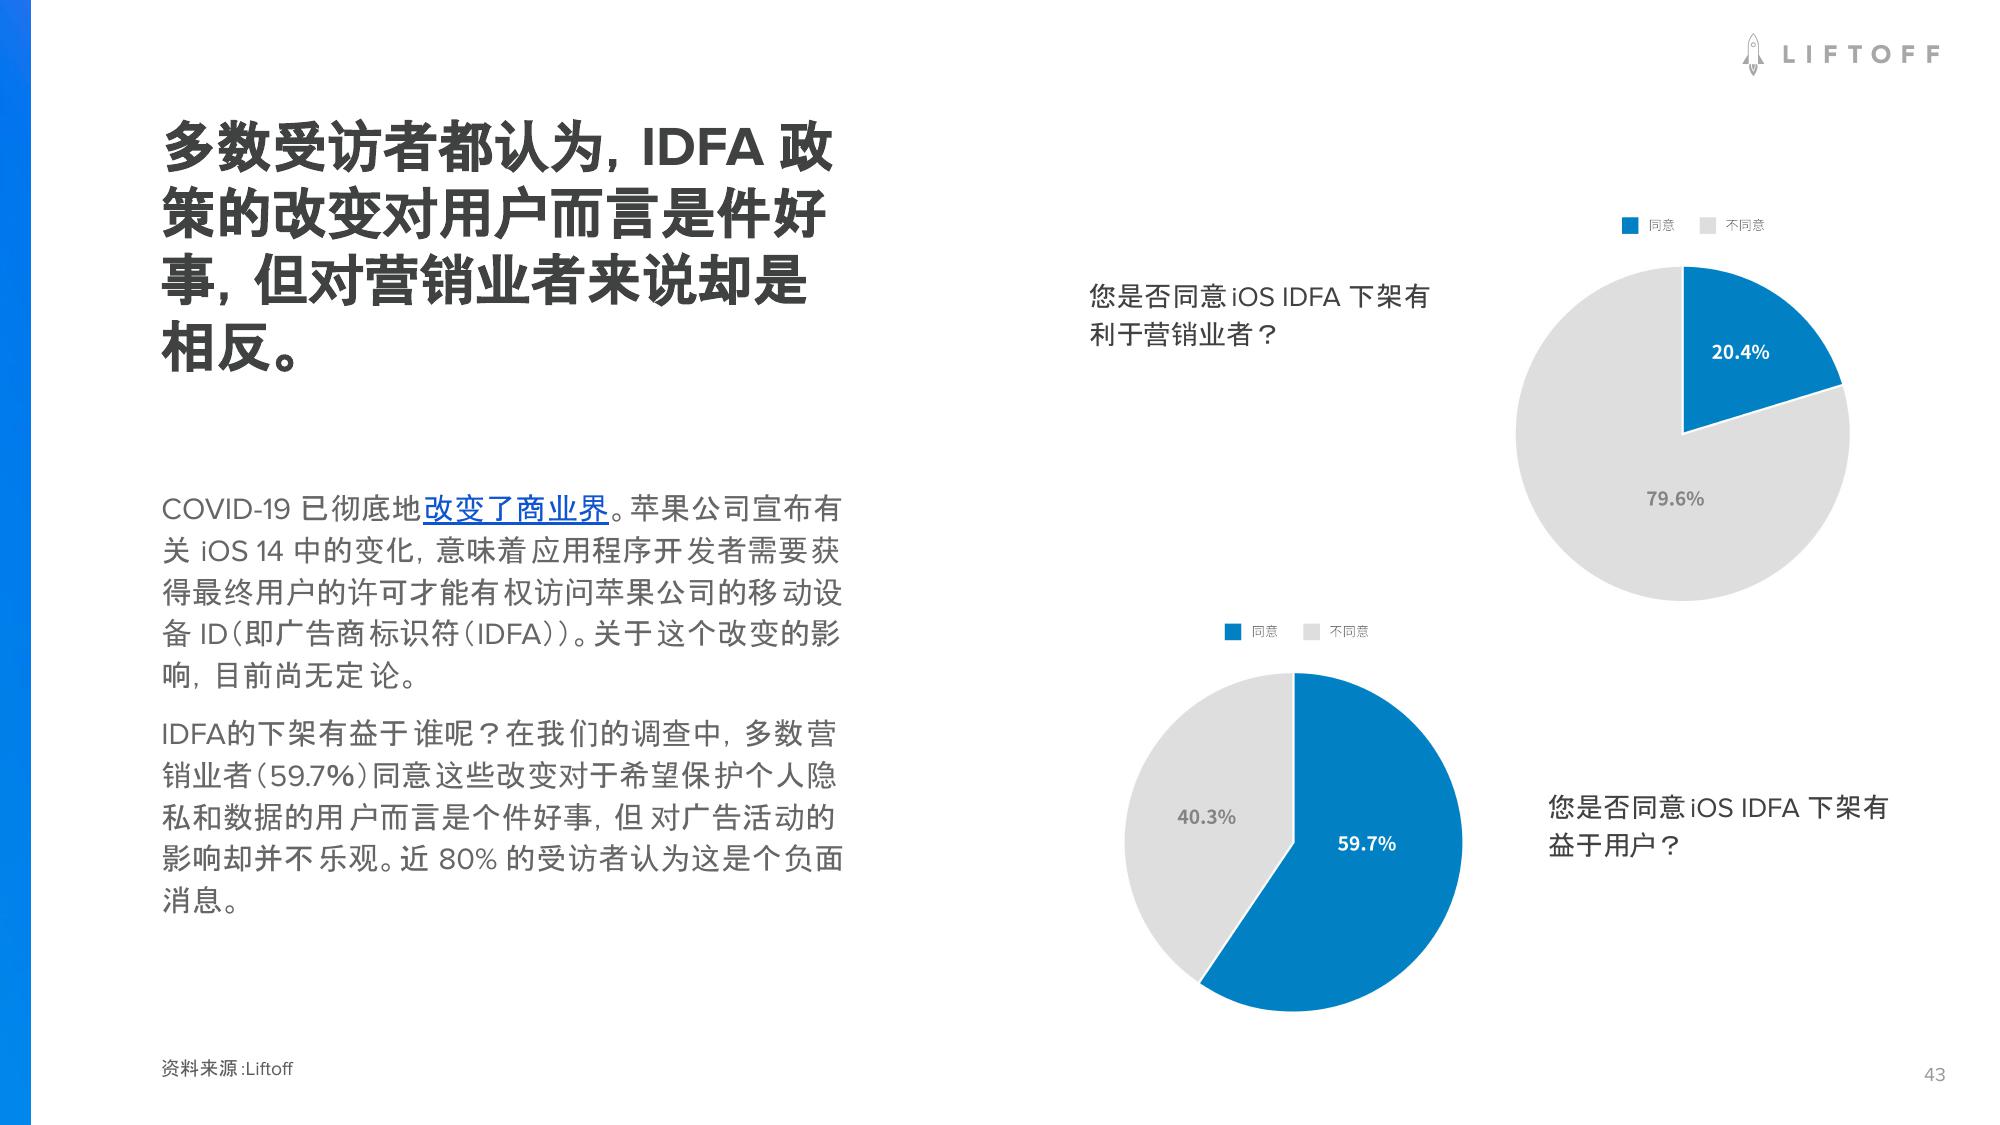 LIFTOFF
多数受访者都认为, IDFA 政
策的改变对用户而言是件好
事, 但对营销业者来说却是
相反。
COVID-19 已彻底地改变了商业界。苹果公司宣布有
关 iOS 14 中的变化, 意味着应用程序开发者需要获
得最终用户的许可才能有权访问苹果公司的移动设
备 ID(即广告商标识符(IDFA))。关于这个改变的影
响, 目前尚无定论。
IDFA的下架有益于谁呢?在我们的调查中, 多数营
销业者(59.7%)同意这些改变对于希望保护个人隐
私和数据的用户而言是个件好事, 但对广告活动的
影响却并不乐观。近 80% 的受访者认为这是个负面
消息。
您是否同意 iOS IDFA 下架有
利于营销业者?
同意 不同意
20.4%
79.6%
同意 不同意
40.3%
59.7%
您是否同意 iOS IDFA 下架有
益于用户?
资料来源:Liftoff
43